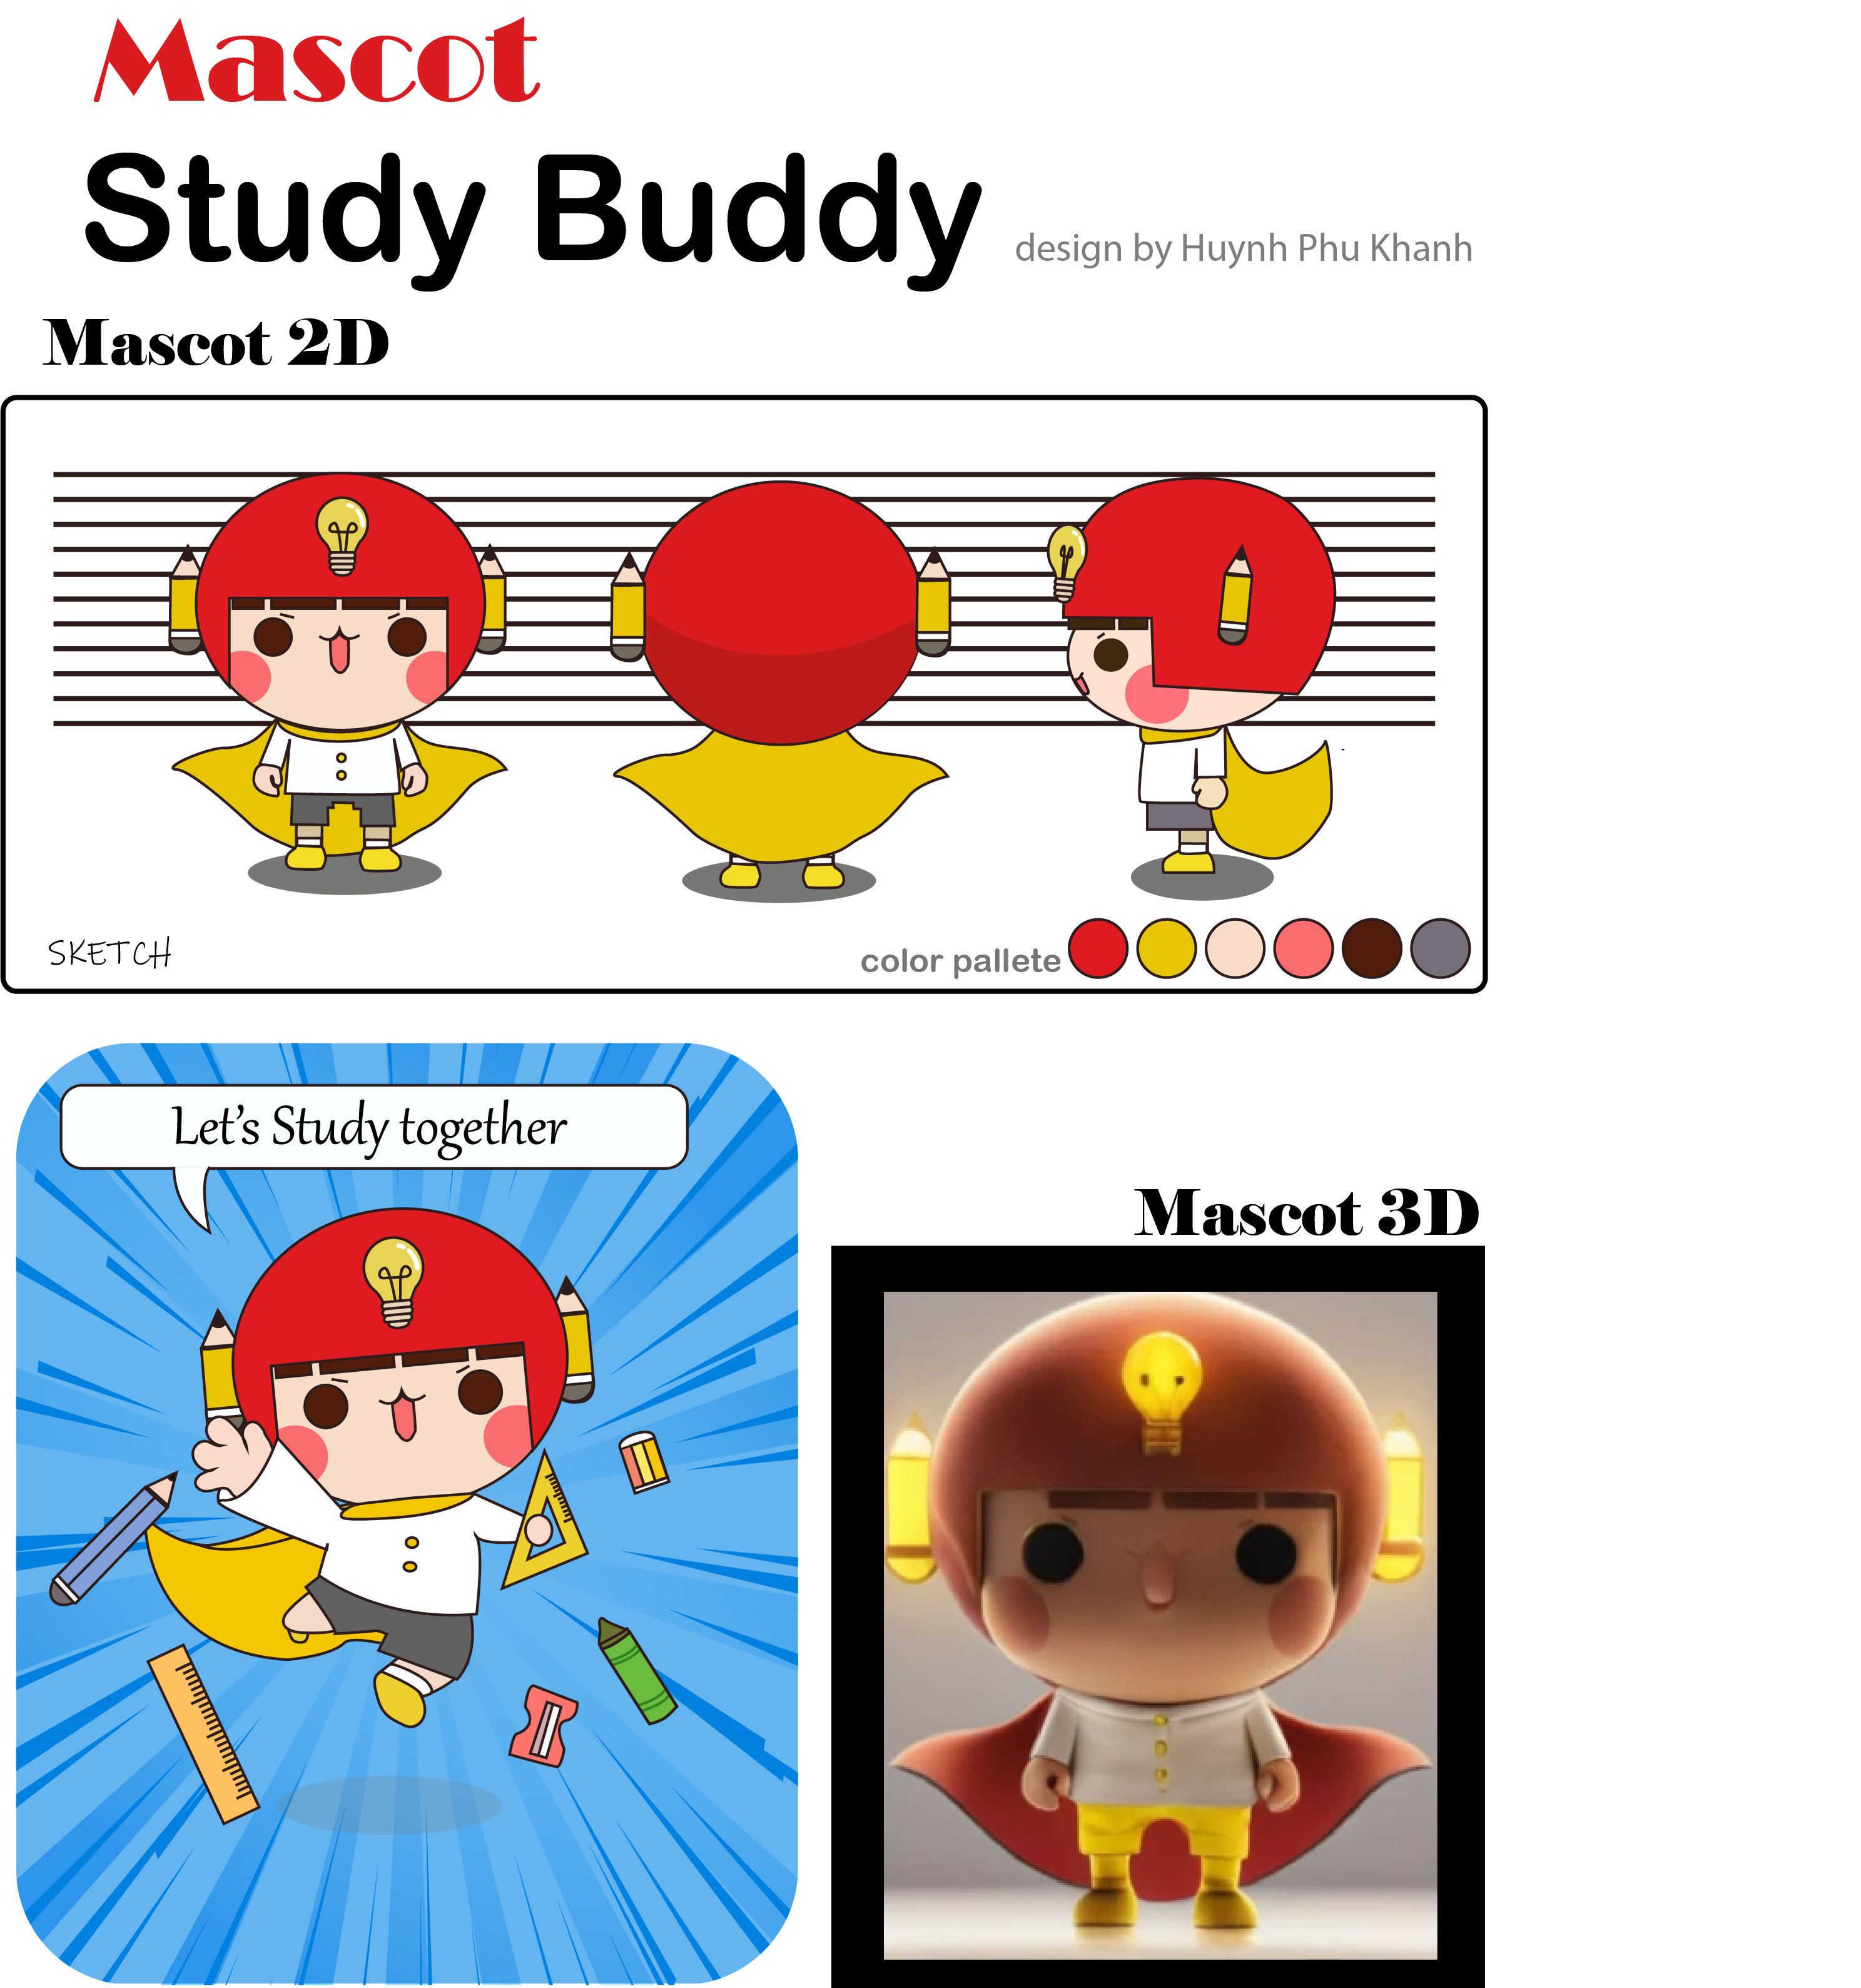 Mascot
Study Buddy design by Huynh Phu Khanh
Mascot 2D
SKETCH
color pallete
Let's Study together
Mascot 3D